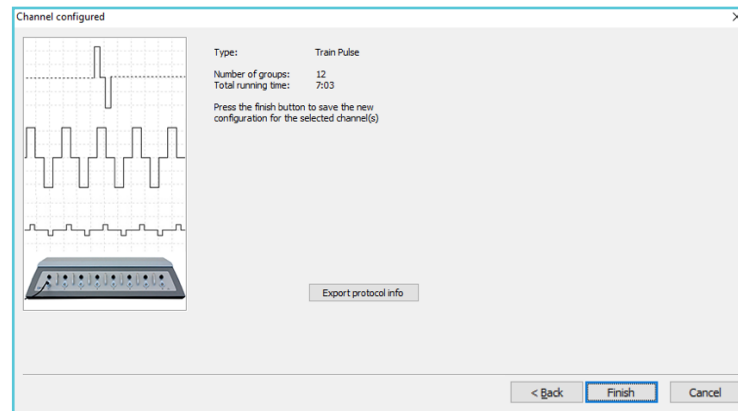 Channel configured
Type: Train Pulse
Number of groups: 12
Total running time: 7:03
Press the finish button to save the new
configuration for the selected channel(s)
Export protocol info
< Back
Finish
Cancel